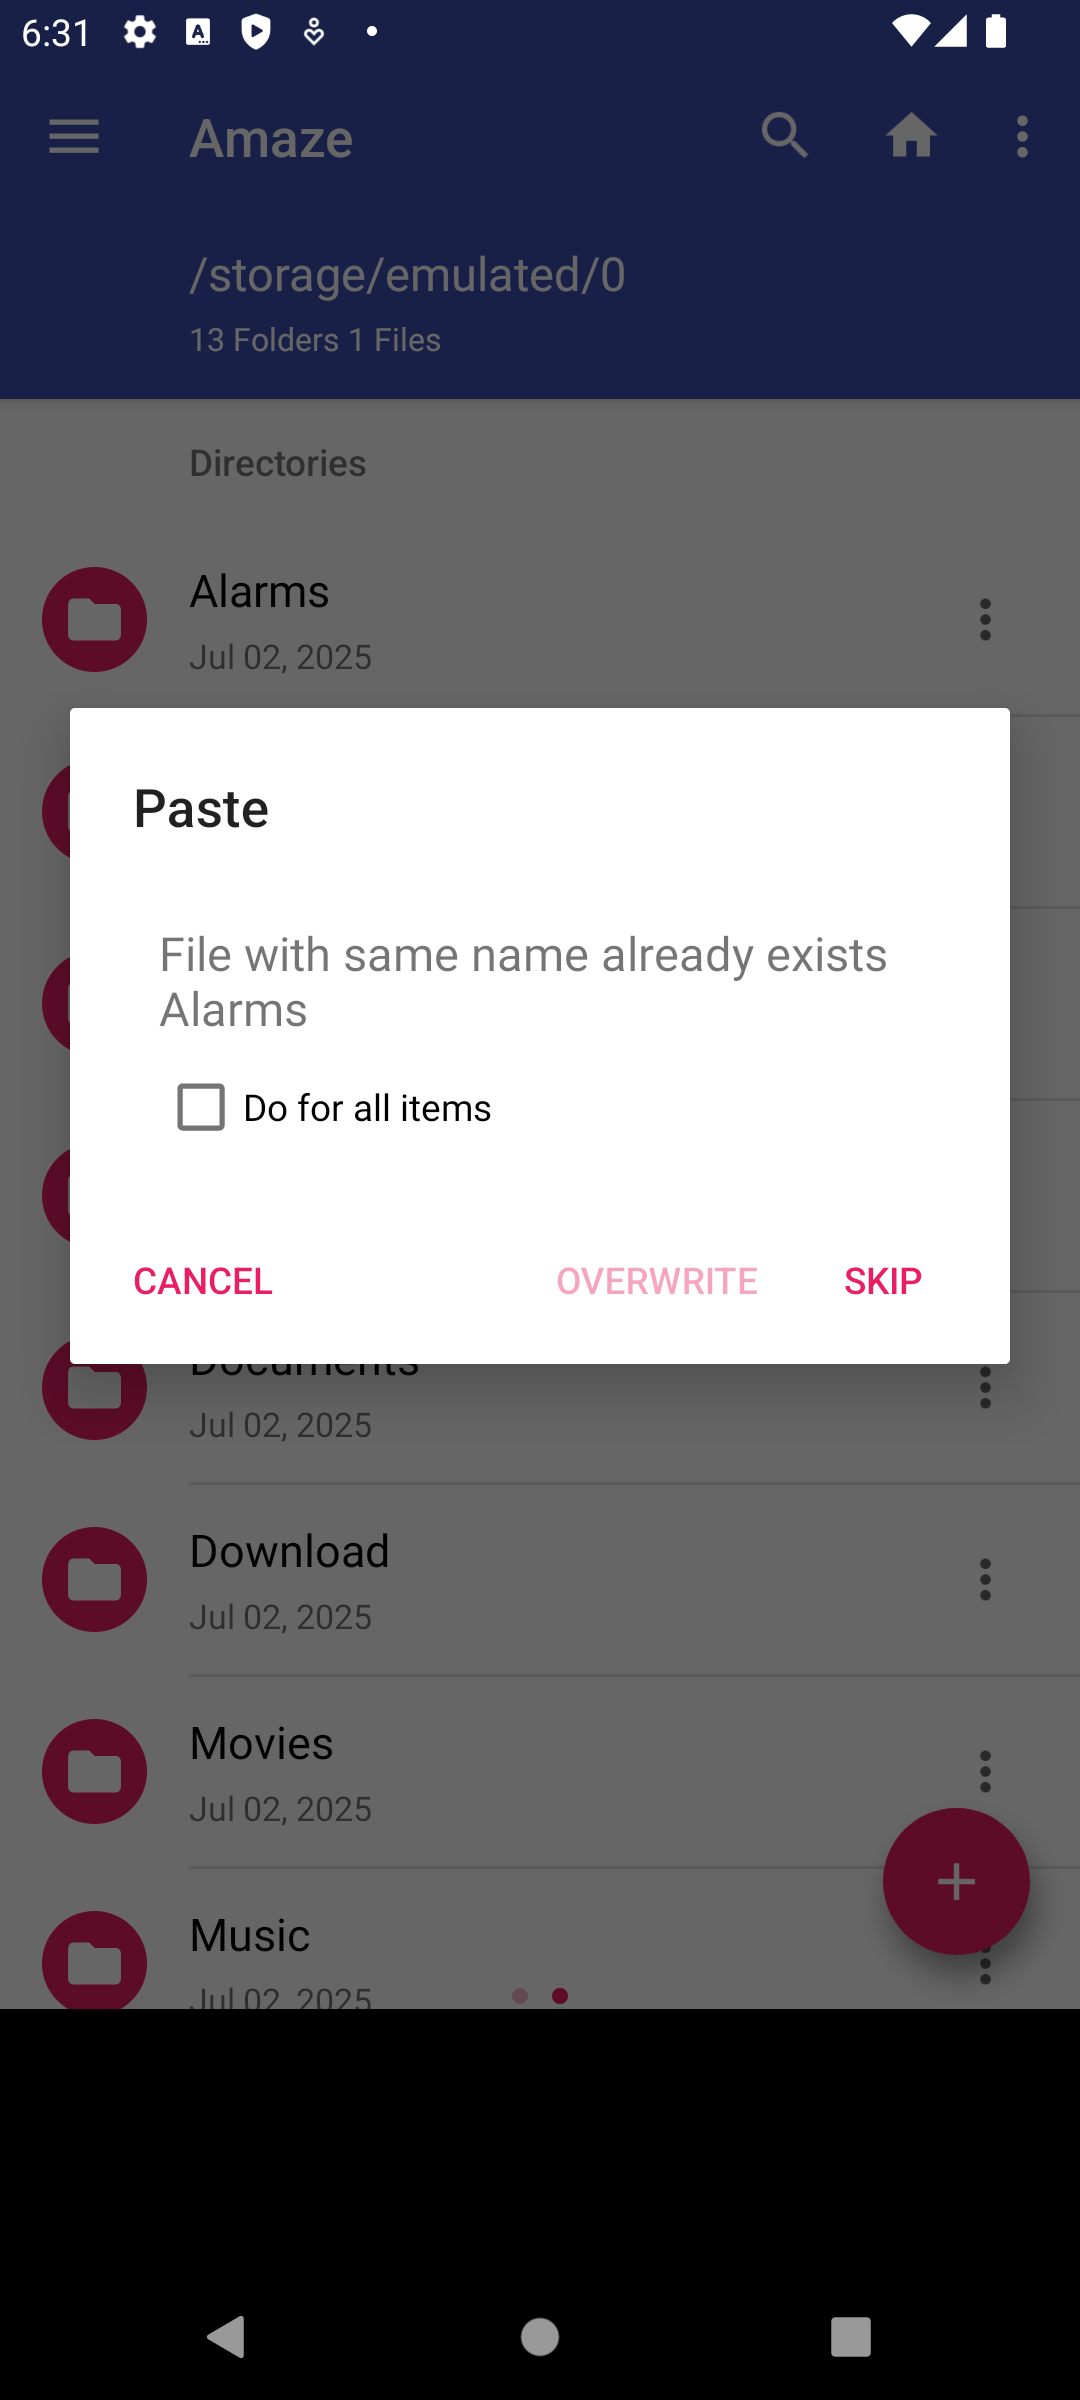 6:31
Amaze
/storage/emulated/0
13 Folders 1 Files
Directories
Alarms
Jul 02, 2025
Paste
File with same name already exists
Alarms
Do for all items
CANCEL
OVERWRITE
SKIP
Documents
Jul 02, 2025
Download
Jul 02, 2025
Movies
Jul 02, 2025
Music
Jul 02, 2025